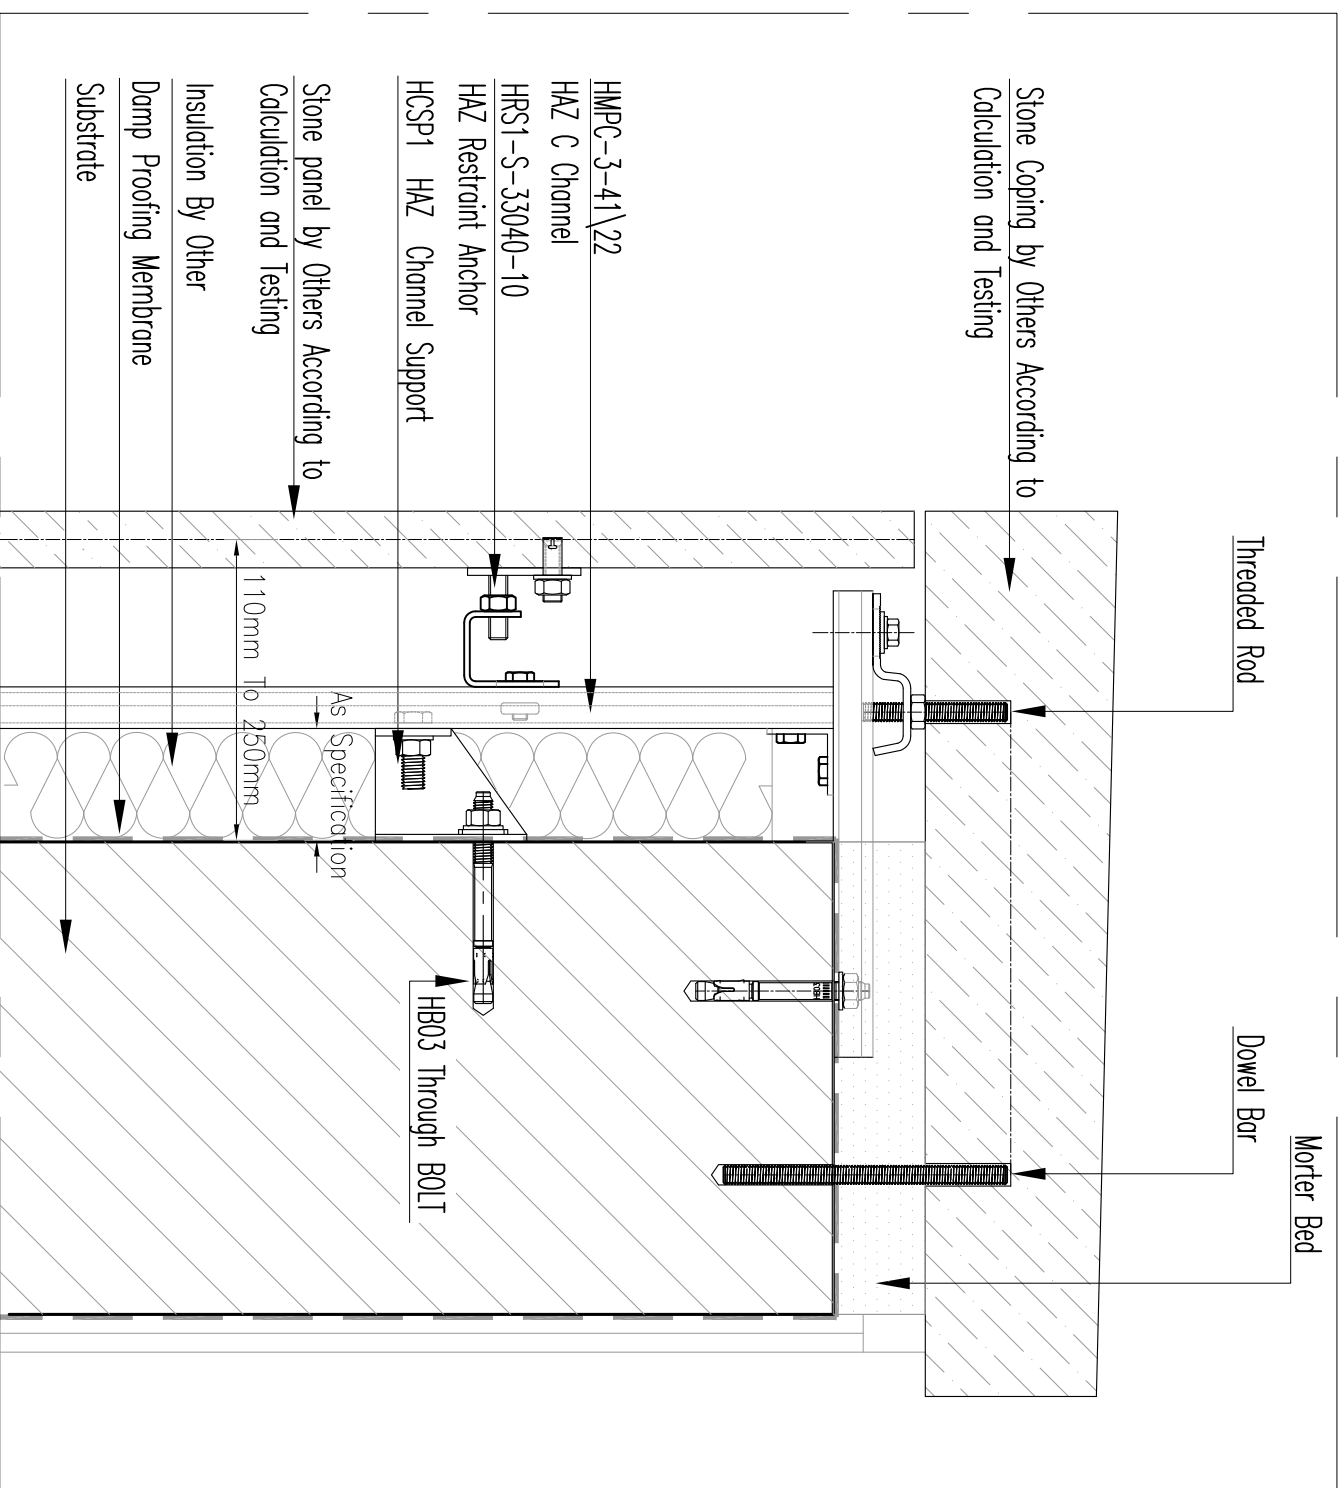 Morter Bed
Threaded Rod
Dowel Bar
Stone Coping by Others According to
Calculation and Testing
HMPC-3-41\22
HAZ C Channel
HRS1-S-33040-10
HAZ Restraint Anchor
HCSP1 HAZ Channel Support
HB03 Through BOLT
Stone panel by Others According to
Calculation and Testing
As Specification
110mm To 250mm
Insulation By Other
Damp Proofing Membrane
Substrate
HB03